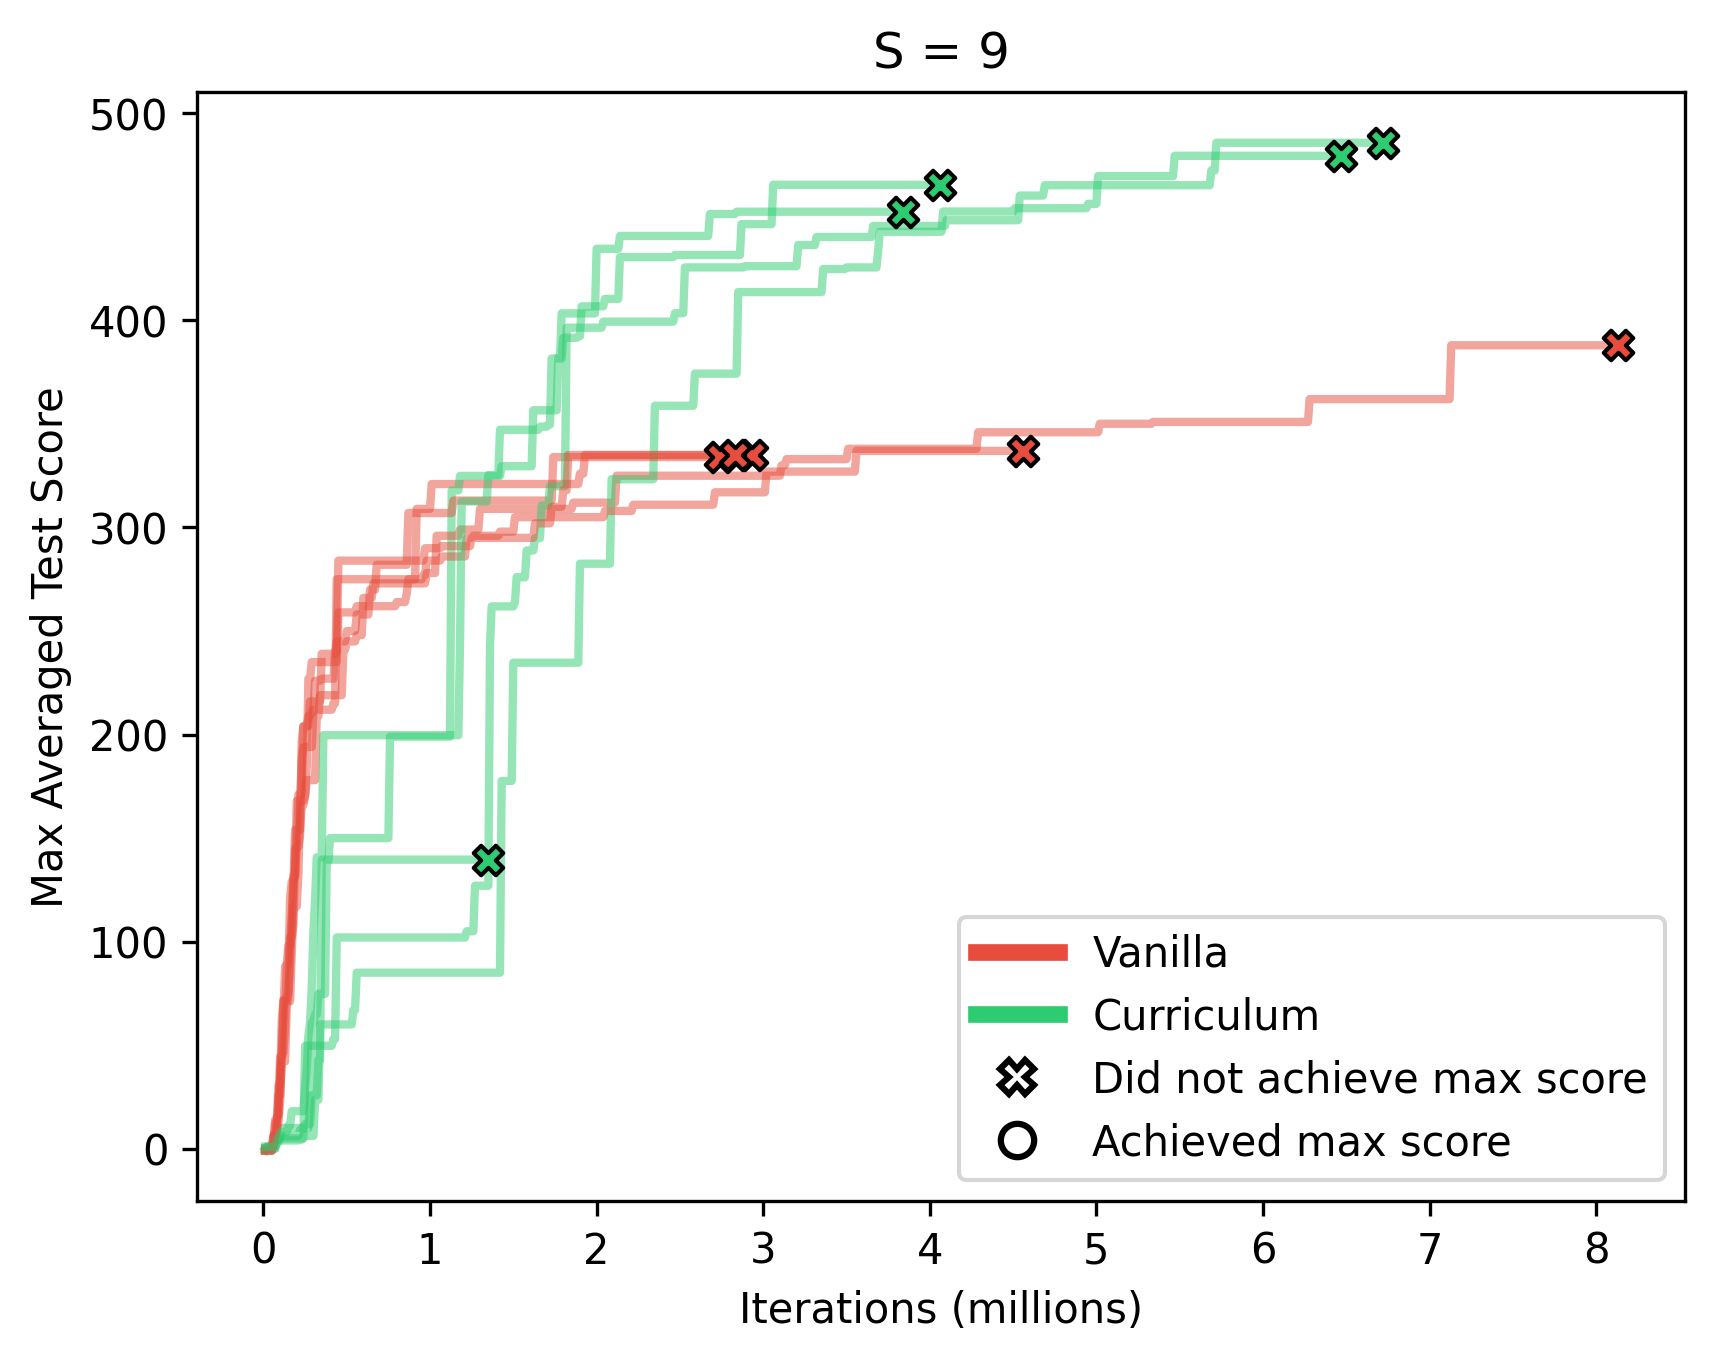 S = 9
Max Averaged Test Score
500
400
300
200
100
0
0 1 2 3 4 5 6 7 8
Iterations (millions)
Vanilla
Curriculum
Did not achieve max score
Achieved max score